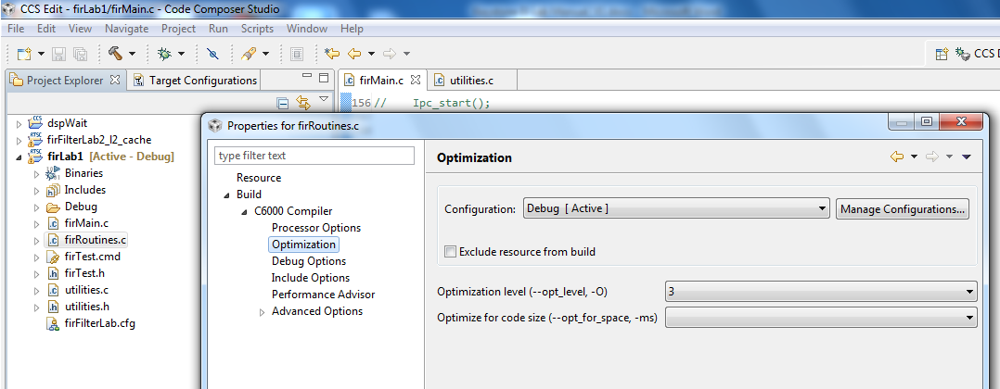 CCS Edit - firLab1/firMain.c - Code Composer Studio
File Edit View Navigate Project Run Scripts Window Help
CCS D
Project Explorer Target Configurations
firMain.c utilities.c
156 // Ipc_start();
dspWait
firFilterLab2_l2_cache
firLab1 [Active - Debug]
Binaries
Includes
Debug
firMain.c
firRoutines.c
firTest.cmd
firTest.h
utilities.c
utilities.h
firFilterLab.cfg
Properties for firRoutines.c
type filter text
Resource
Build
C6000 Compiler
Processor Options
Optimization
Debug Options
Include Options
Performance Advisor
Advanced Options
Optimization
Configuration: Debug [ Active ] Manage Configurations...
Exclude resource from build
Optimization level (--opt_level, -O) 3
Optimize for code size (--opt_for_space, -ms)